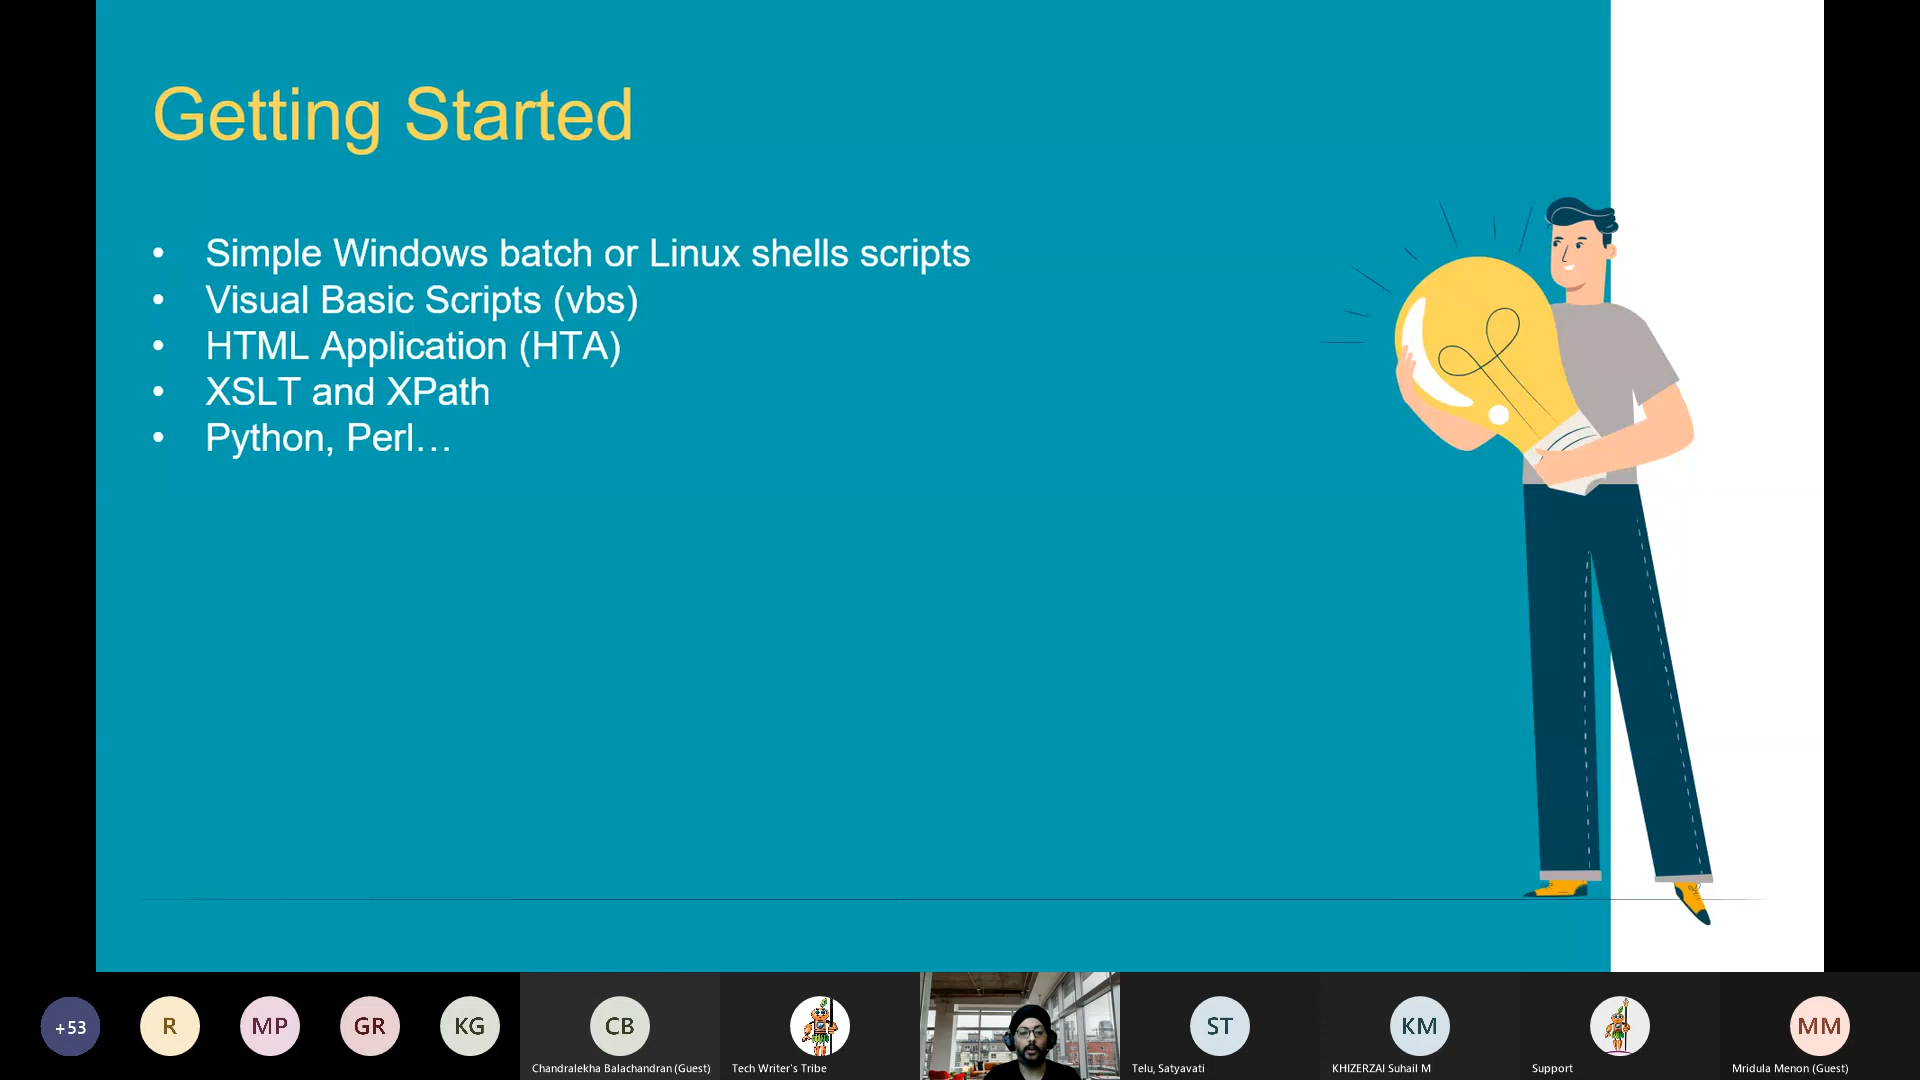 Getting Started
• Simple Windows batch or Linux shells scripts
• Visual Basic Scripts (vbs)
• HTML Application (HTA)
• XSLT and XPath
• Python, Perl…
+53
R
MP
GR
KG
CB
ST
KM
MM
Chandralekha Balachandran (Guest)
Tech Writer's Tribe
Telu, Satyavati
KHIZERZAI Suhail M
Support
Mridula Menon (Guest)